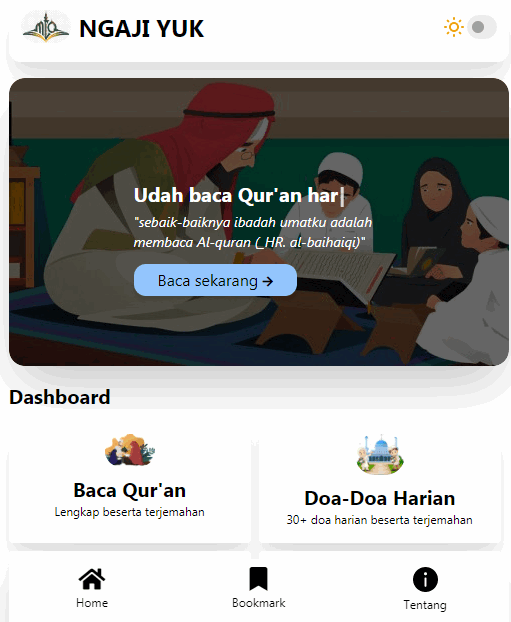 NGAJI YUK
Udah baca Qur'an har|
"sebaik-baiknya ibadah umatku adalah
membaca Al-quran (_HR. al-baihaiqi)"
Baca sekarang →
Dashboard
Baca Qur'an
Lengkap beserta terjemahan
Doa-Doa Harian
30+ doa harian beserta terjemahan
Home
Bookmark
Tentang